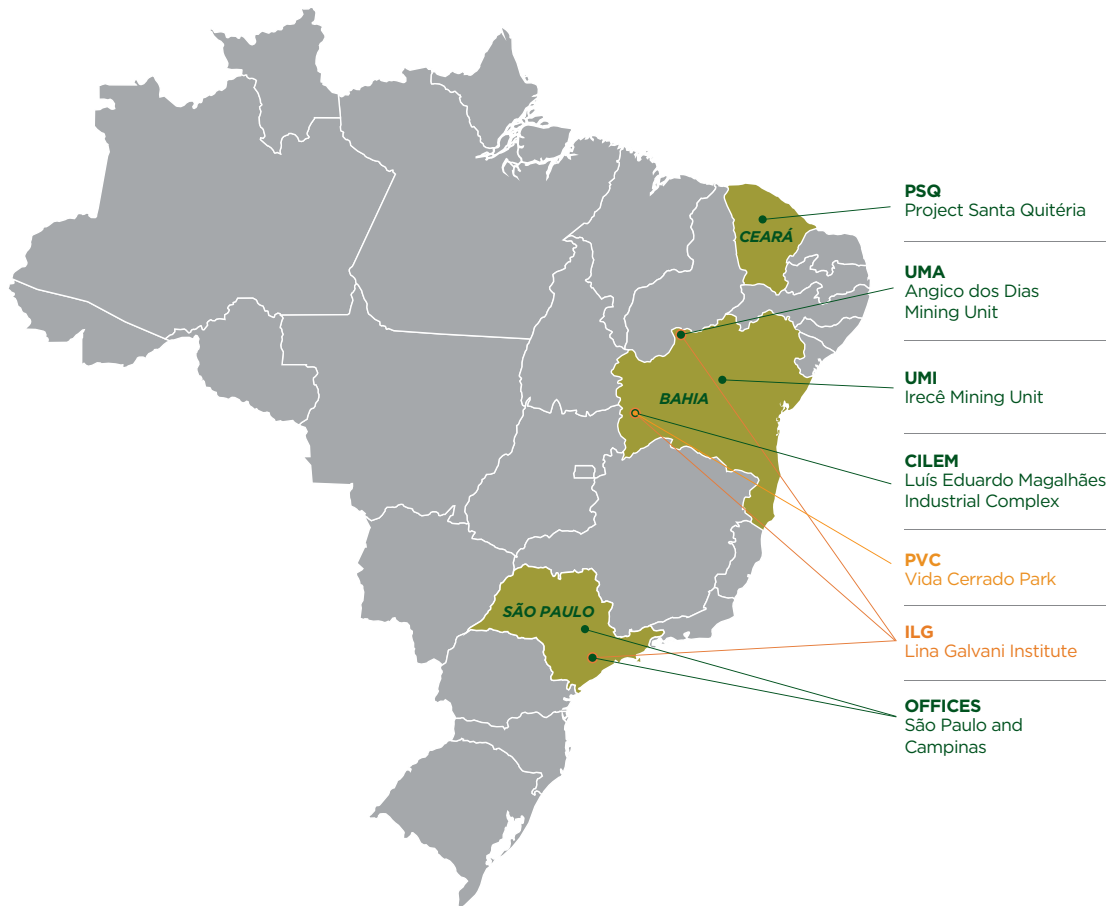 PSQ
Project Santa Quitéria
CEARÁ
UMA
Angico dos Dias
Mining Unit
UMI
Irecê Mining Unit
BAHIA
CILEM
Luís Eduardo Magalhães
Industrial Complex
PVC
Vida Cerrado Park
SÃO PAULO
ILG
Lina Galvani Institute
OFFICES
São Paulo and
Campinas